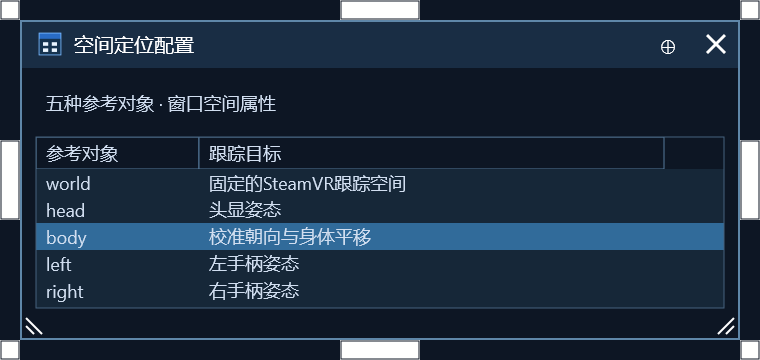 空间定位配置
五种参考对象 · 窗口空间属性
参考对象 跟踪目标
world 固定的SteamVR跟踪空间
head 头显姿态
body 校准朝向与身体平移
left 左手柄姿态
right 右手柄姿态